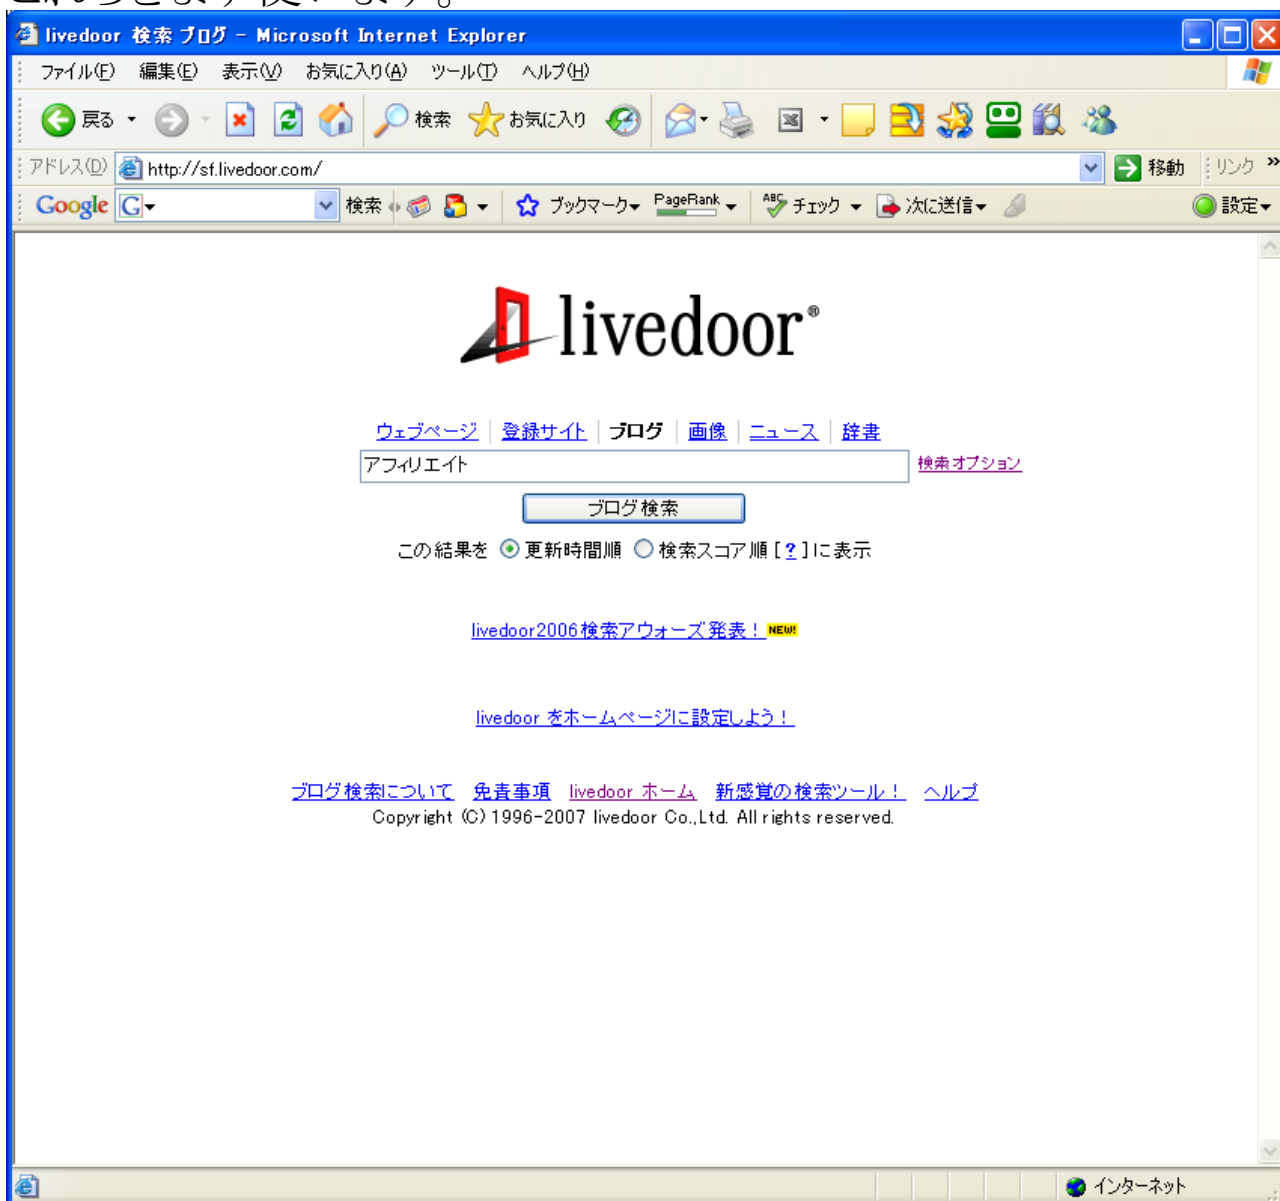 livedoor 検索 ブログ - Microsoft Internet Explorer
ファイル(F) 編集(E) 表示(V) お気に入り(A) ツール(T) ヘルプ(H)
戻る 検索 お気に入り
アドレス(D) http://sf.livedoor.com/ 移動 リンク »
Google G 検索 ブックマーク PageRank ABC チェック 次に送信 設定
livedoor®
ウェブページ | 登録サイト | ブログ | 画像 | ニュース | 辞書
アフィリエイト 検索オプション
ブログ検索
この結果を 更新時間順 検索スコア順 [?]に表示
livedoor2006検索アウォーズ発表！ NEW!
livedoor をホームページに設定しよう！
ブログ検索について 免責事項 livedoor ホーム 新感覚の検索ツール！ ヘルプ
Copyright (C) 1996-2007 livedoor Co.,Ltd. All rights reserved.
インターネット